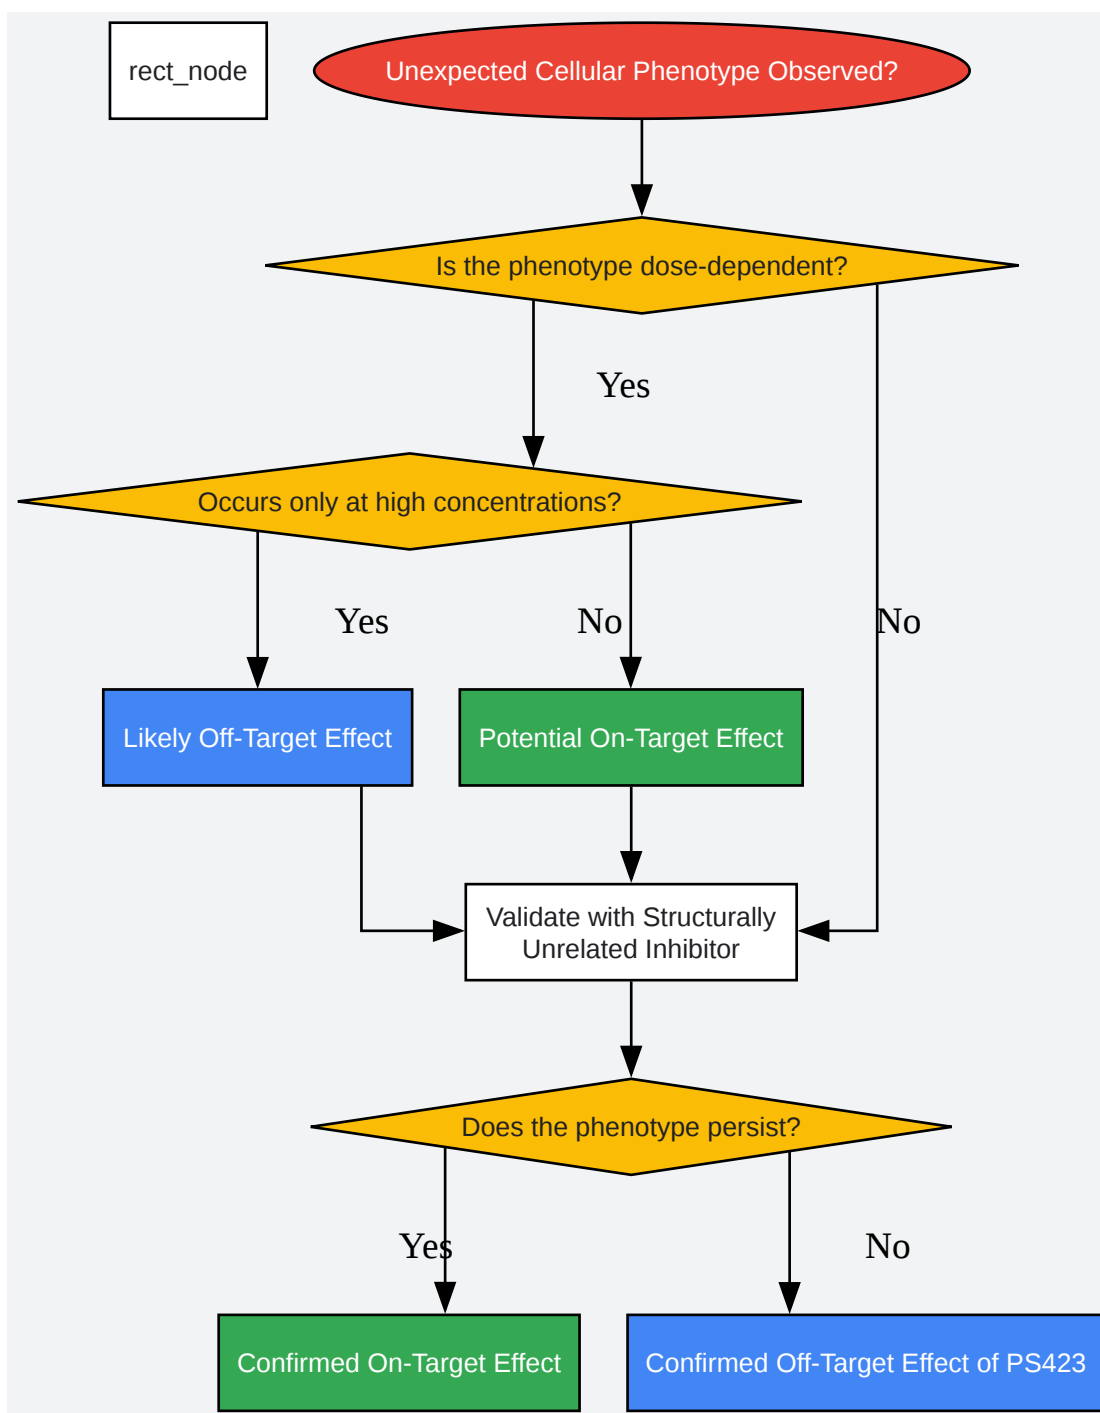 rect_node
Unexpected Cellular Phenotype Observed?
Is the phenotype dose-dependent?
Yes
Occurs only at high concentrations?
Yes
No
No
Likely Off-Target Effect
Potential On-Target Effect
Validate with Structurally
Unrelated Inhibitor
Does the phenotype persist?
Yes
No
Confirmed On-Target Effect
Confirmed Off-Target Effect of PS423